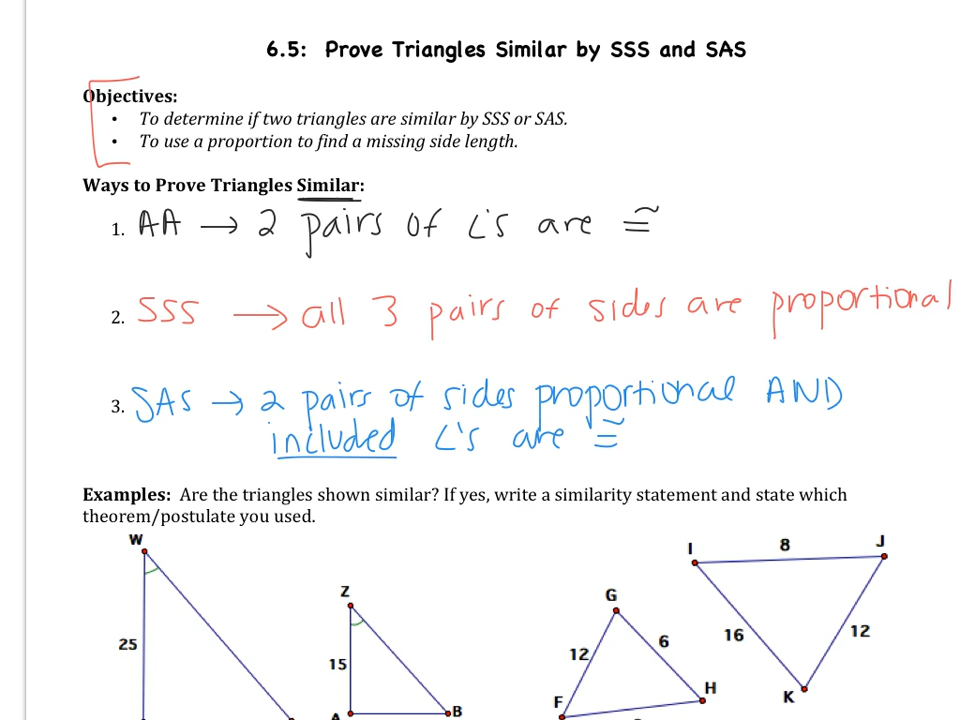 6.5: Prove Triangles Similar by SSS and SAS
Objectives:
• To determine if two triangles are similar by SSS or SAS.
• To use a proportion to find a missing side length.
Ways to Prove Triangles Similar:
1. AA → 2 pairs of ∠'s are ≅
2. SSS → all 3 pairs of sides are proportional
3. SAS → 2 pairs of sides proportional AND
included ∠'s are ≅
Examples: Are the triangles shown similar? If yes, write a similarity statement and state which
theorem/postulate you used.
W
25
Z
15
A
B
G
12
6
F
H
I
8
J
16
12
K